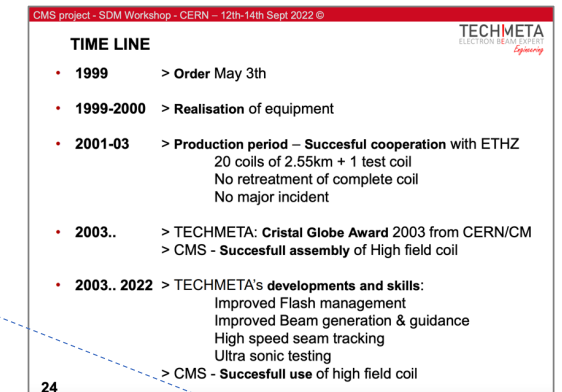 CMS project - SDM Workshop - CERN – 12th-14th Sept 2022 ©
TECHMETA
ELECTRON BEAM EXPERT
Engineering
TIME LINE
• 1999 > Order May 3th
• 1999-2000 > Realisation of equipment
• 2001-03 > Production period – Succesful cooperation with ETHZ
20 coils of 2.55km + 1 test coil
No retreatment of complete coil
No major incident
• 2003.. > TECHMETA: Cristal Globe Award 2003 from CERN/CM
> CMS - Succesfull assembly of High field coil
• 2003.. 2022 > TECHMETA's developments and skills:
Improved Flash management
Improved Beam generation & guidance
High speed seam tracking
Ultra sonic testing
> CMS - Succesfull use of high field coil
24